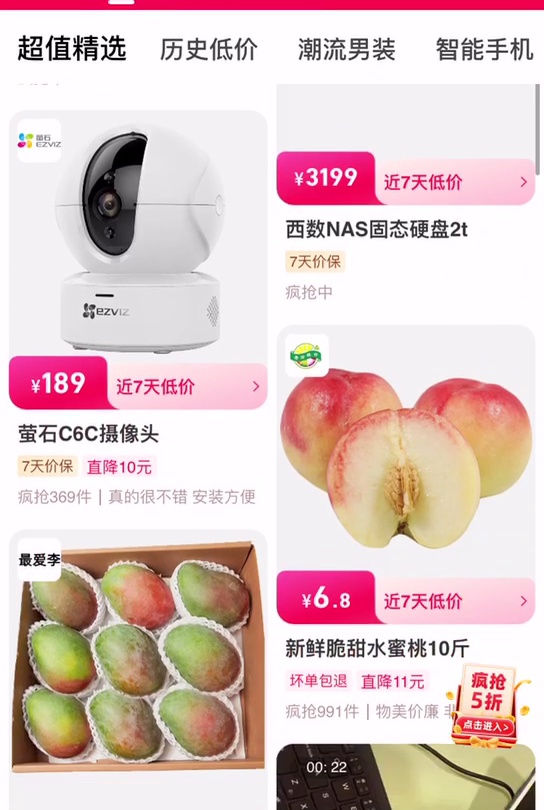 超值精选
历史低价
潮流男装
智能手机
萤石
EZVIZ
ezviz
¥189
近7天低价
萤石C6C摄像头
7天价保
直降10元
疯抢369件 | 真的很不错 安装方便
最爱李
¥3199
近7天低价
西数NAS固态硬盘2t
7天价保
疯抢中
¥6.8
近7天低价
新鲜脆甜水蜜桃10斤
坏单包退
直降11元
疯抢991件 | 物美价廉
疯抢
5折
点击进入>
00: 22